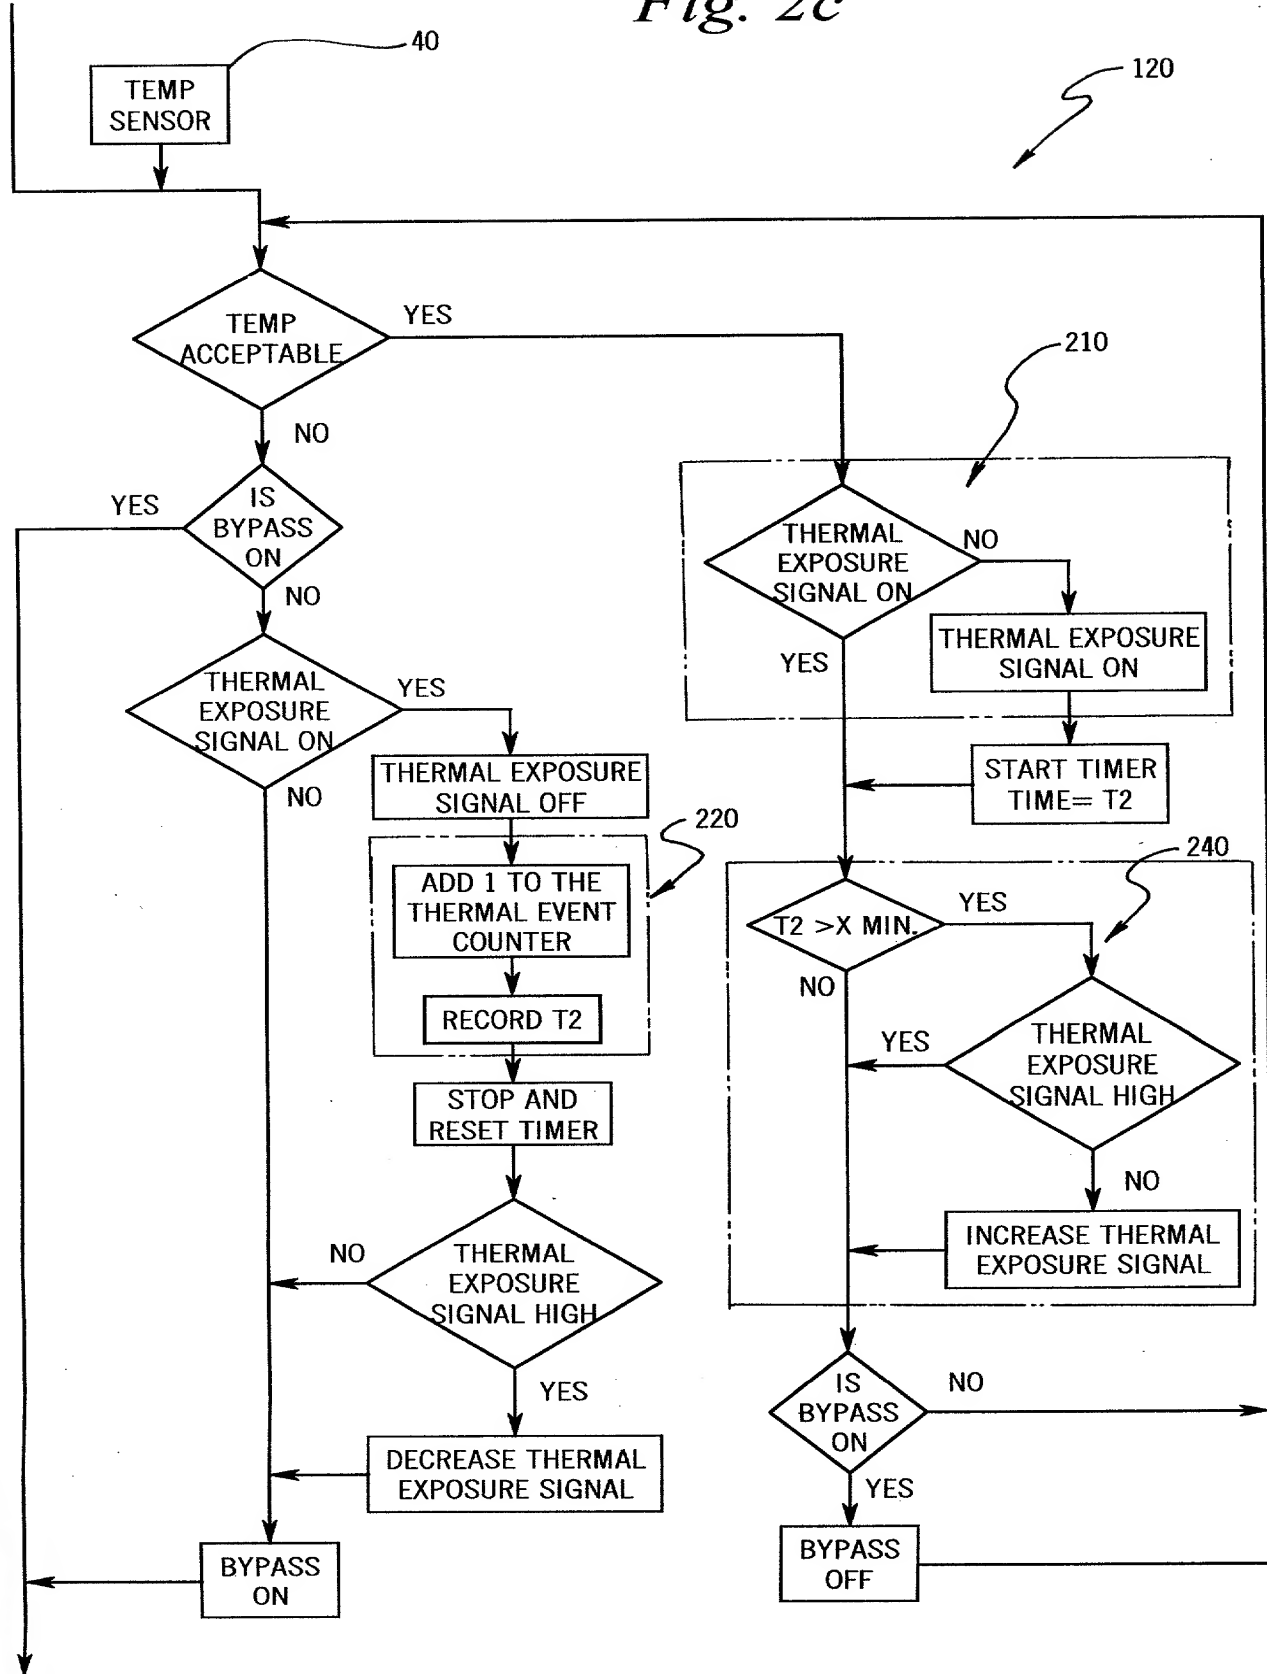 Fig. 2c
40
TEMP
SENSOR
120
TEMP
ACCEPTABLE
YES
NO
210
IS
BYPASS
ON
YES
NO
THERMAL
EXPOSURE
SIGNAL ON
NO
THERMAL EXPOSURE
SIGNAL ON
YES
START TIMER
TIME= T2
THERMAL
EXPOSURE
SIGNAL ON
YES
NO
THERMAL EXPOSURE
SIGNAL OFF
220
ADD 1 TO THE
THERMAL EVENT
COUNTER
RECORD T2
STOP AND
RESET TIMER
THERMAL
EXPOSURE
SIGNAL HIGH
NO
YES
DECREASE THERMAL
EXPOSURE SIGNAL
BYPASS
ON
240
T2 >X MIN.
YES
NO
THERMAL
EXPOSURE
SIGNAL HIGH
YES
NO
INCREASE THERMAL
EXPOSURE SIGNAL
IS
BYPASS
ON
NO
YES
BYPASS
OFF